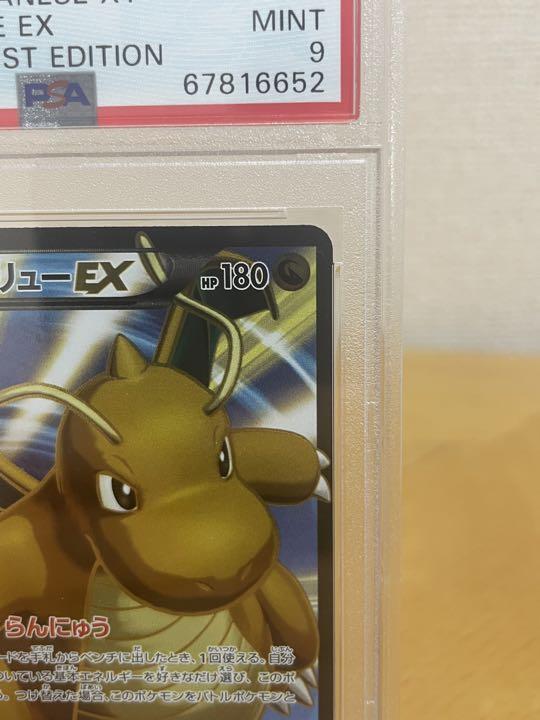 E EX
MINT
ST EDITION
9
PSA
67816652
リューEX
HP180
らんにゅう
ードを手札からベンチに出したとき、1回使える。自分
ついている基本エネルギーを好きなだけ選び、このポ
る。つけ替えた場合、このポケモンをバトルポケモンと